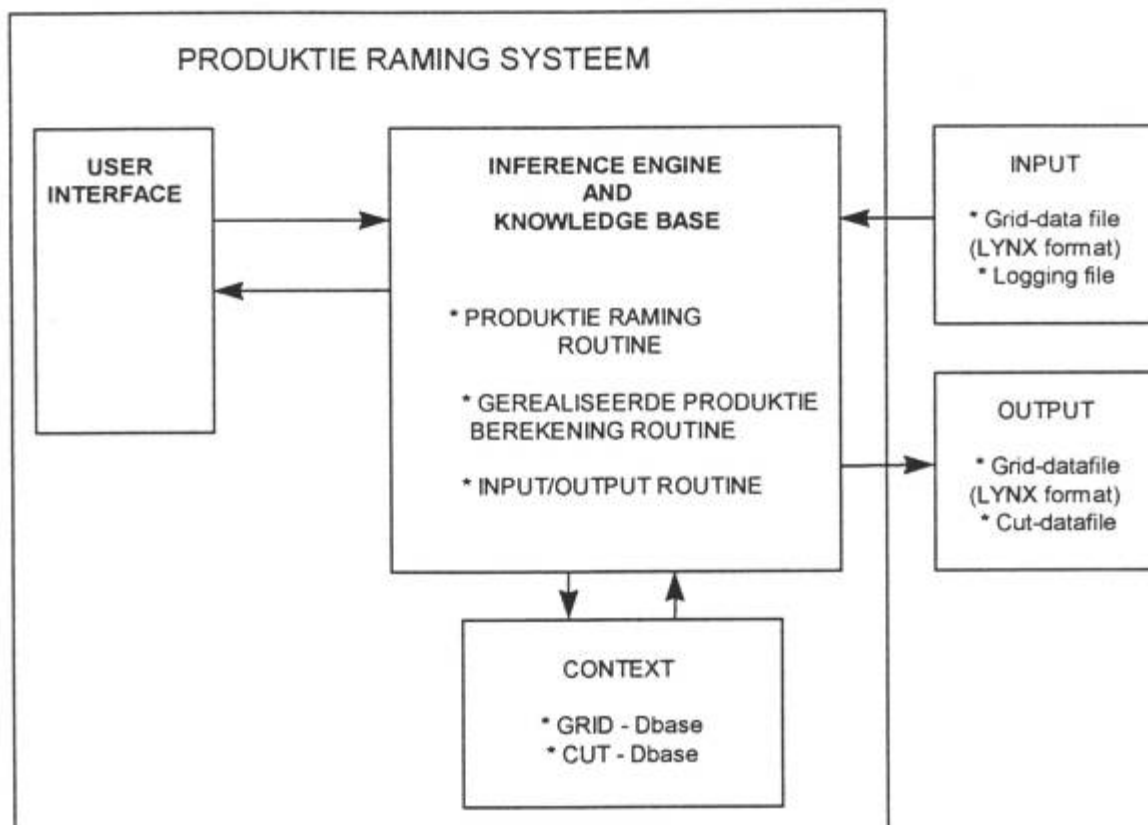 PRODUKTIE RAMING SYSTEEM
USER
INTERFACE
INFERENCE ENGINE
AND
KNOWLEDGE BASE
* PRODUKTIE RAMING
ROUTINE
* GEREALISEERDE PRODUKTIE
BEREKENING ROUTINE
* INPUT/OUTPUT ROUTINE
INPUT
* Grid-data file
(LYNX format)
* Logging file
OUTPUT
* Grid-datafile
(LYNX format)
* Cut-datafile
CONTEXT
* GRID - Dbase
* CUT - Dbase